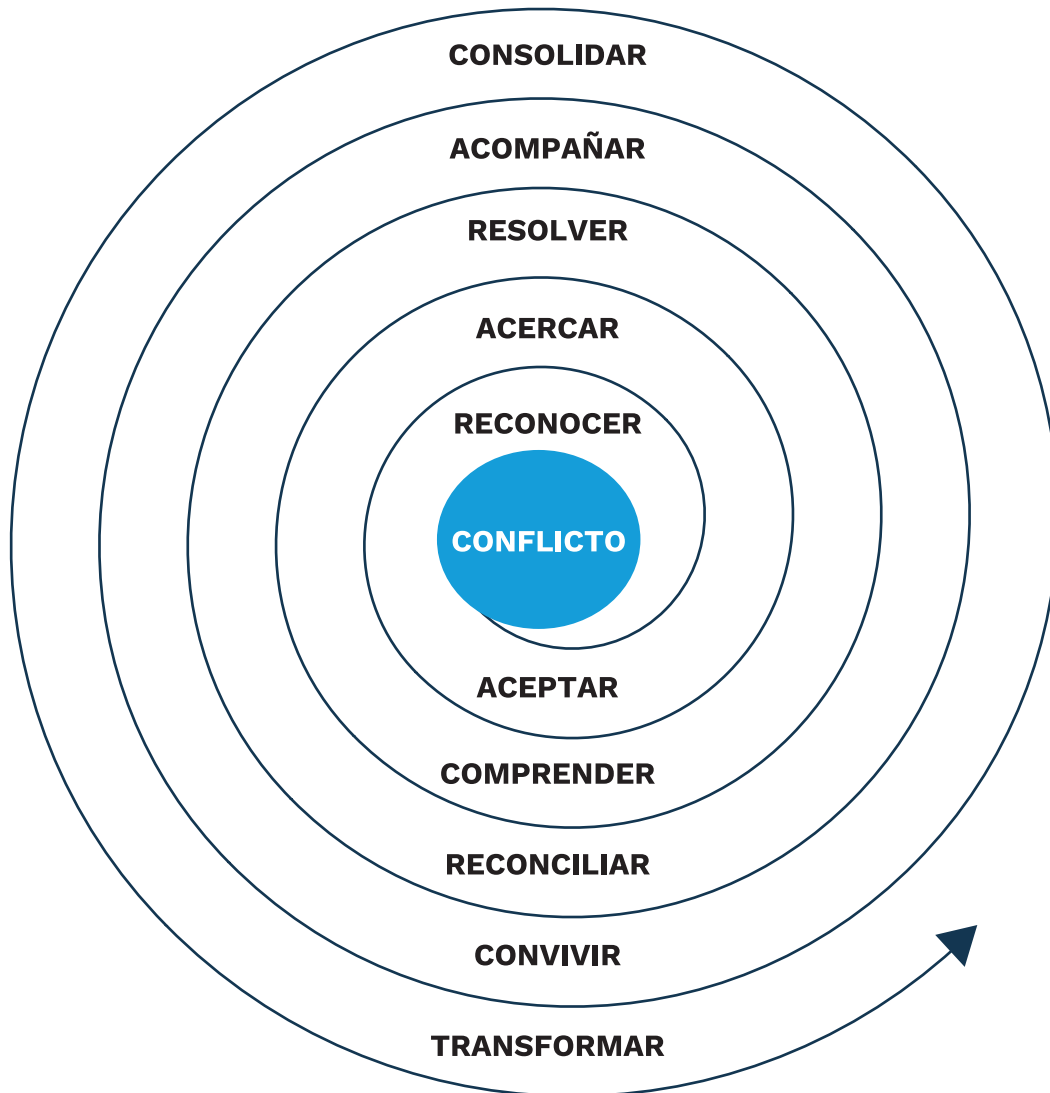 CONSOLIDAR
ACOMPAÑAR
RESOLVER
ACERCAR
RECONOCER
CONFLICTO
ACEPTAR
COMPRENDER
RECONCILIAR
CONVIVIR
TRANSFORMAR